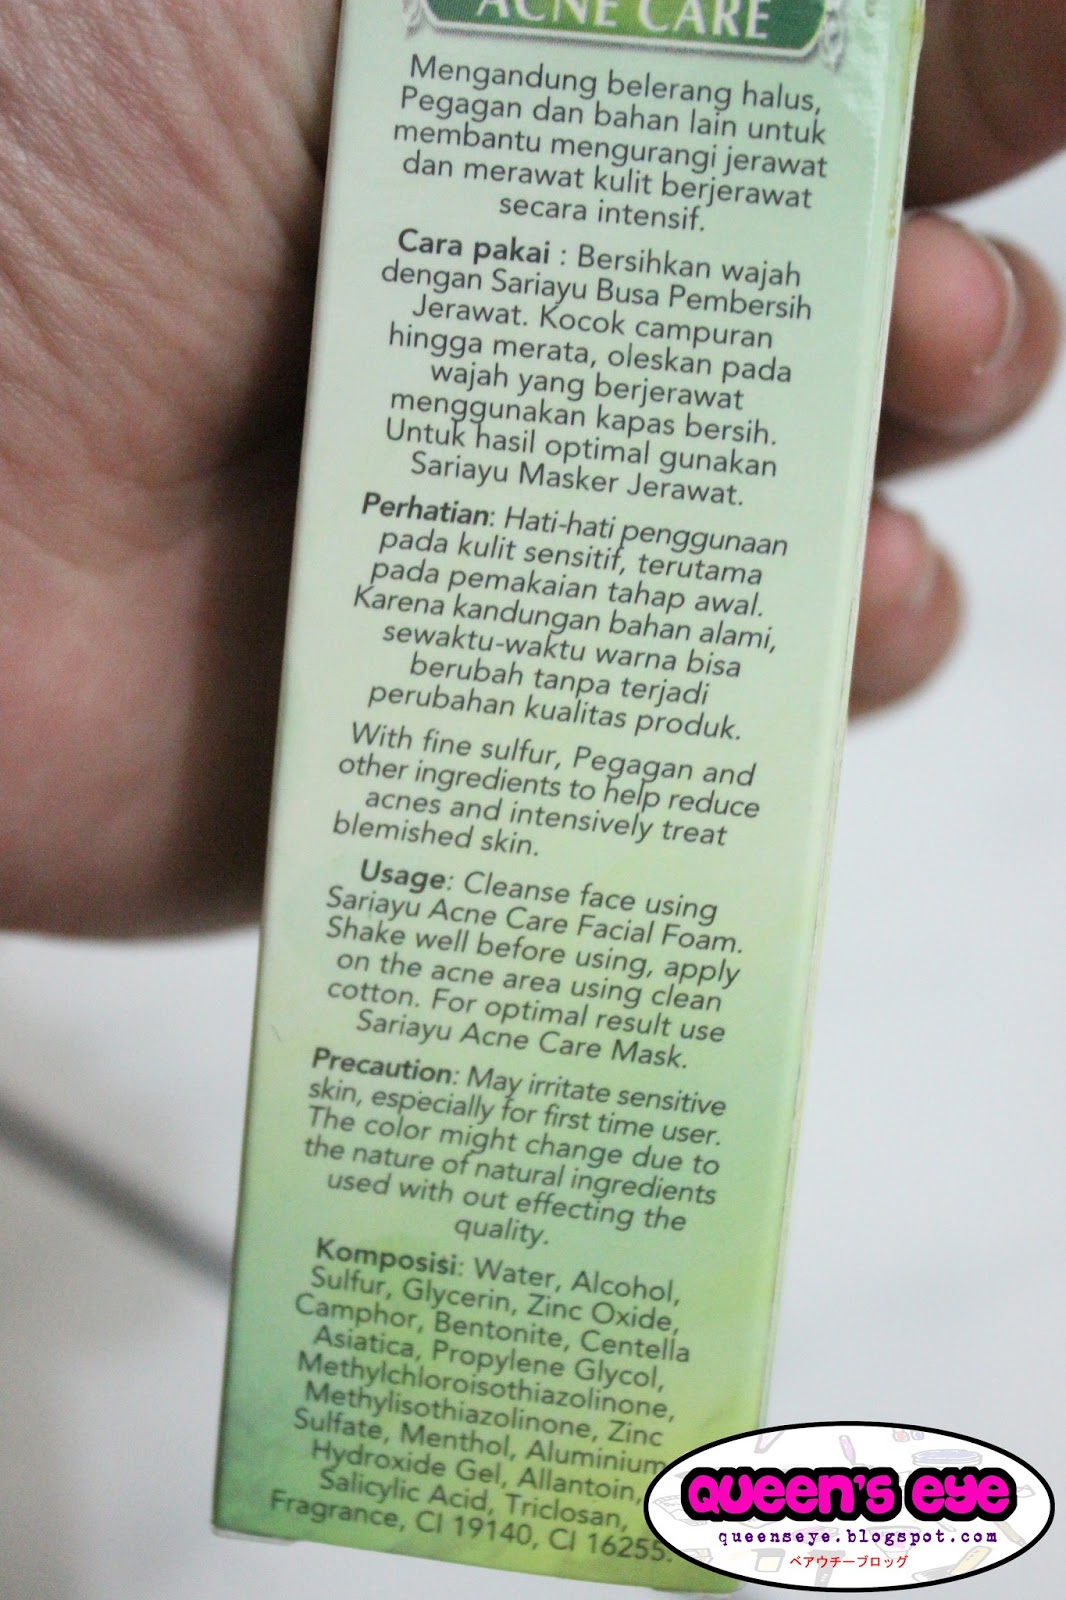 ACNE CARE
Mengandung belerang halus,
Pegagan dan bahan lain untuk
membantu mengurangi jerawat
dan merawat kulit berjerawat
secara intensif.
Cara pakai : Bersihkan wajah
dengan Sariayu Busa Pembersih
Jerawat. Kocok campuran
hingga merata, oleskan pada
wajah yang berjerawat
menggunakan kapas bersih.
Untuk hasil optimal gunakan
Sariayu Masker Jerawat.
Perhatian: Hati-hati penggunaan
pada kulit sensitif, terutama
pada pemakaian tahap awal.
Karena kandungan bahan alami,
sewaktu-waktu warna bisa
berubah tanpa terjadi
perubahan kualitas produk.
With fine sulfur, Pegagan and
other ingredients to help reduce
acnes and intensively treat
blemished skin.
Usage: Cleanse face using
Sariayu Acne Care Facial Foam.
Shake well before using, apply
on the acne area using clean
cotton. For optimal result use
Sariayu Acne Care Mask.
Precaution: May irritate sensitive
skin, especially for first time user.
The color might change due to
the nature of natural ingredients
used with out effecting the
quality.
Komposisi: Water, Alcohol,
Sulfur, Glycerin, Zinc Oxide,
Camphor, Bentonite, Centella
Asiatica, Propylene Glycol,
Methylchloroisothiazolinone,
Methylisothiazolinone, Zinc
Sulfate, Menthol, Aluminium
Hydroxide Gel, Allantoin,
Salicylic Acid, Triclosan,
Fragrance, CI 19140, CI 16255.
QUEEN'S EYE
queenseye.blogspot.com
ベアウチーブロッグ